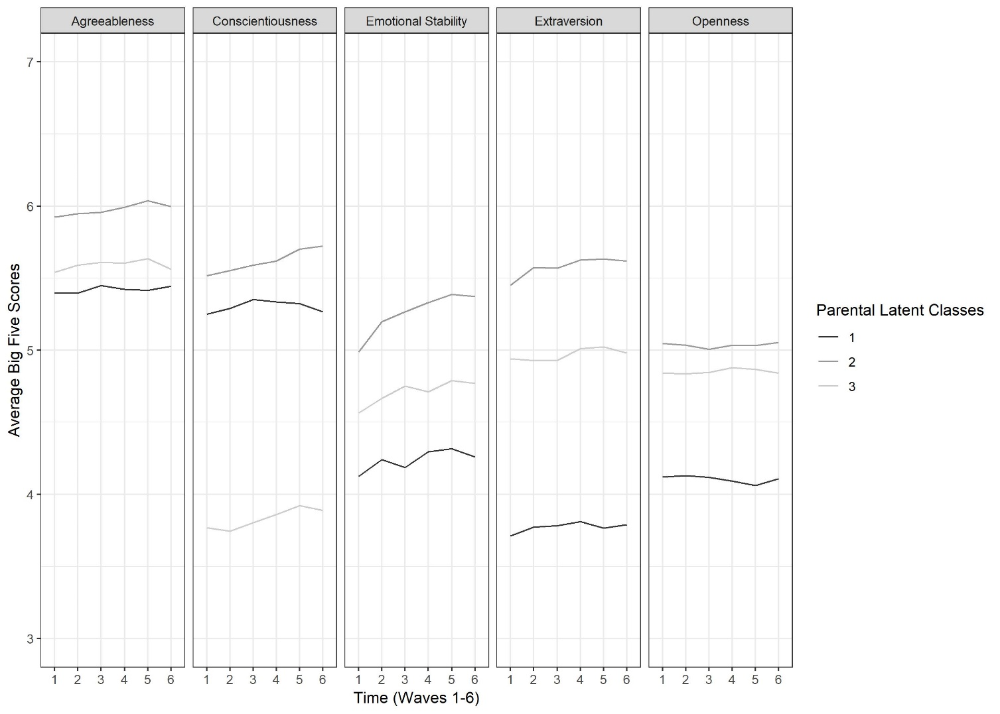 Agreeableness Conscientiousness Emotional Stability Extraversion Openness
7
6
5
4
3
Average Big Five Scores
1 2 3 4 5 6 1 2 3 4 5 6 1 2 3 4 5 6 1 2 3 4 5 6 1 2 3 4 5 6
Time (Waves 1-6)
Parental Latent Classes
1
2
3